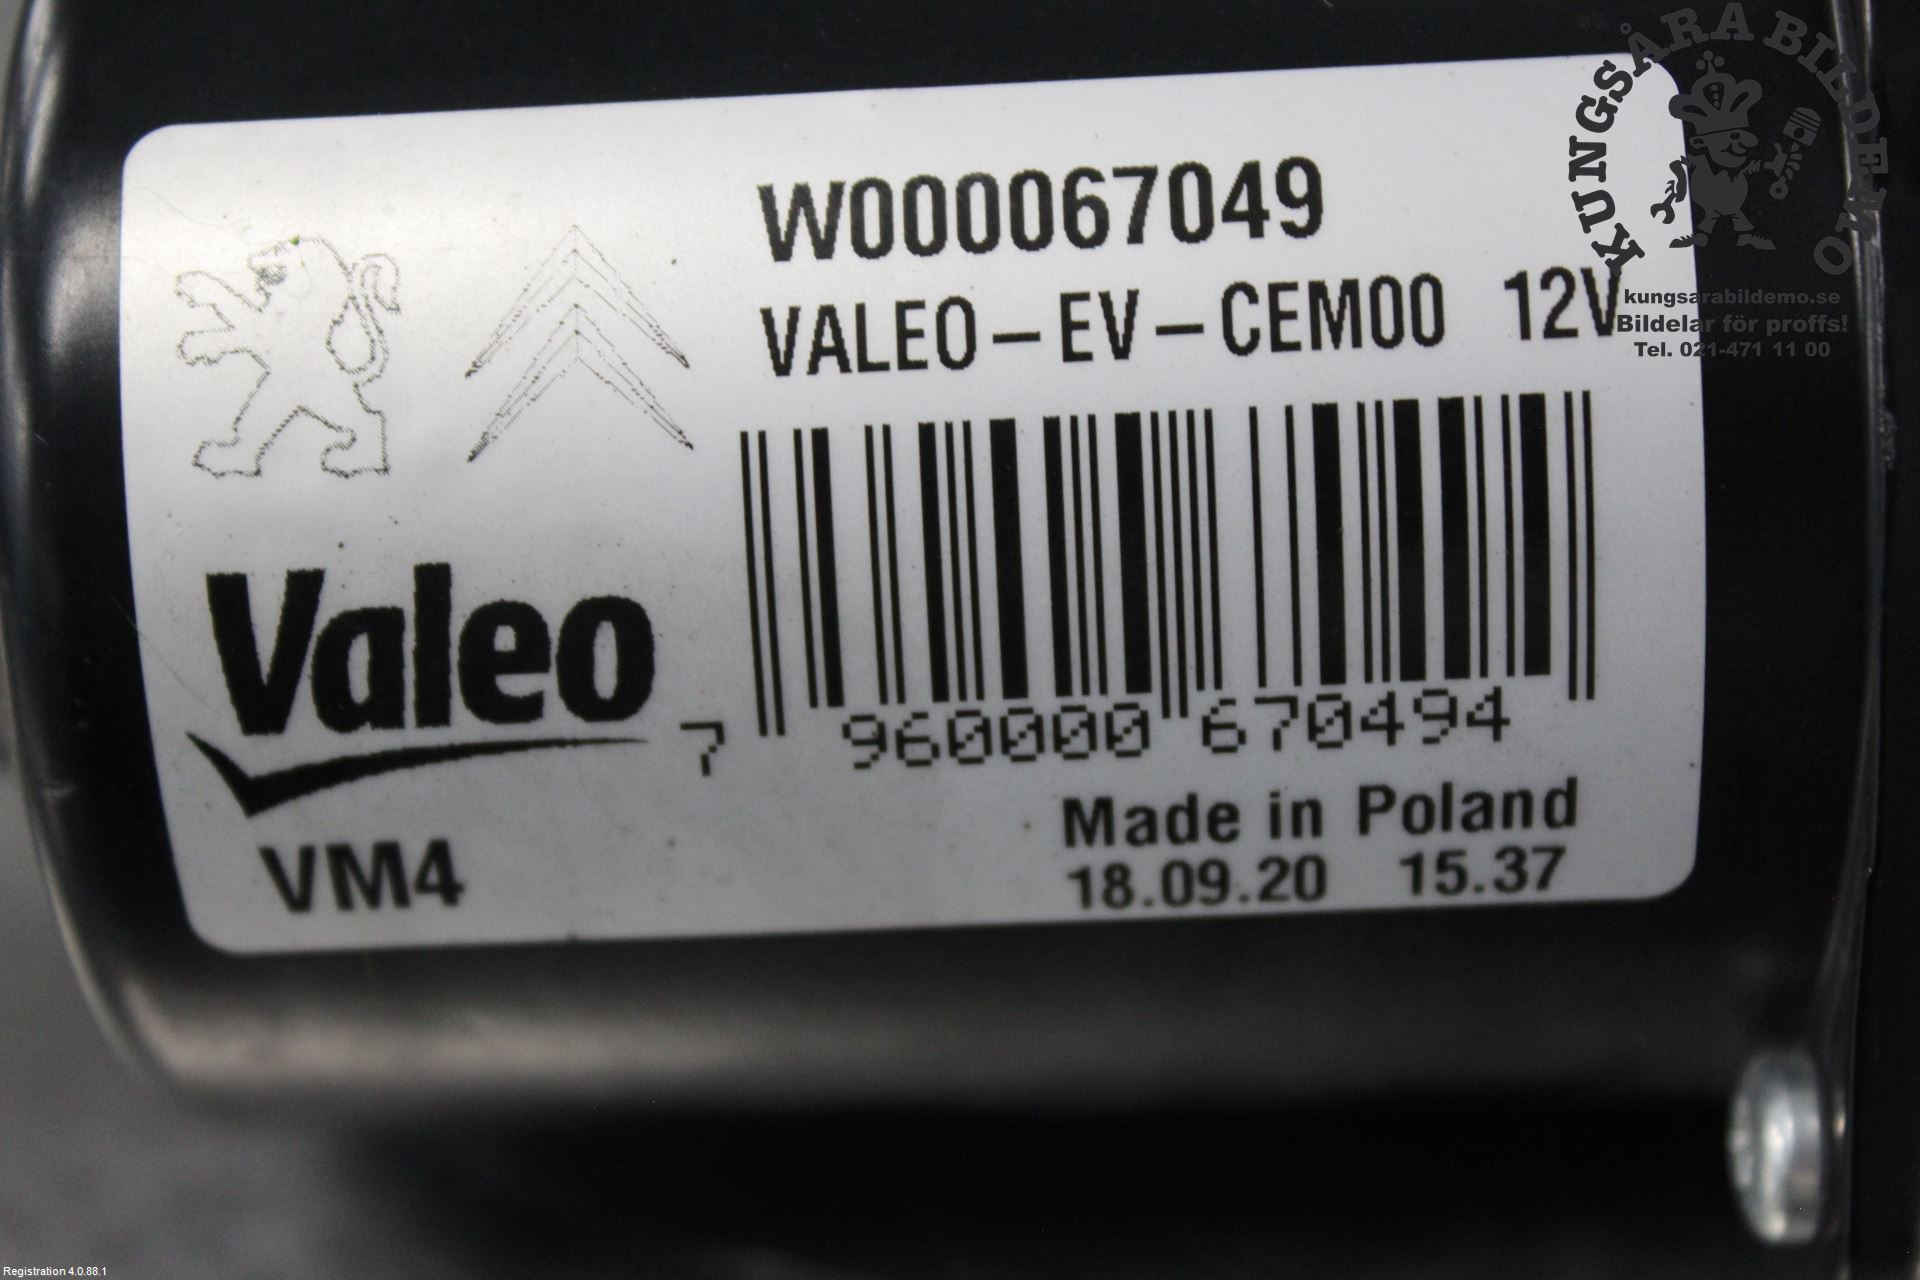 KUNGSÅRA BILDEMO
kungsarabildemo.se
Bildelar för proffs!
Tel. 021-471 11 00
W000067049
VALEO-EV-CEM00 12V
7 960000 670494
Valeo
VM4
Made in Poland
18.09.20 15.37
Registration 4.0.88.1